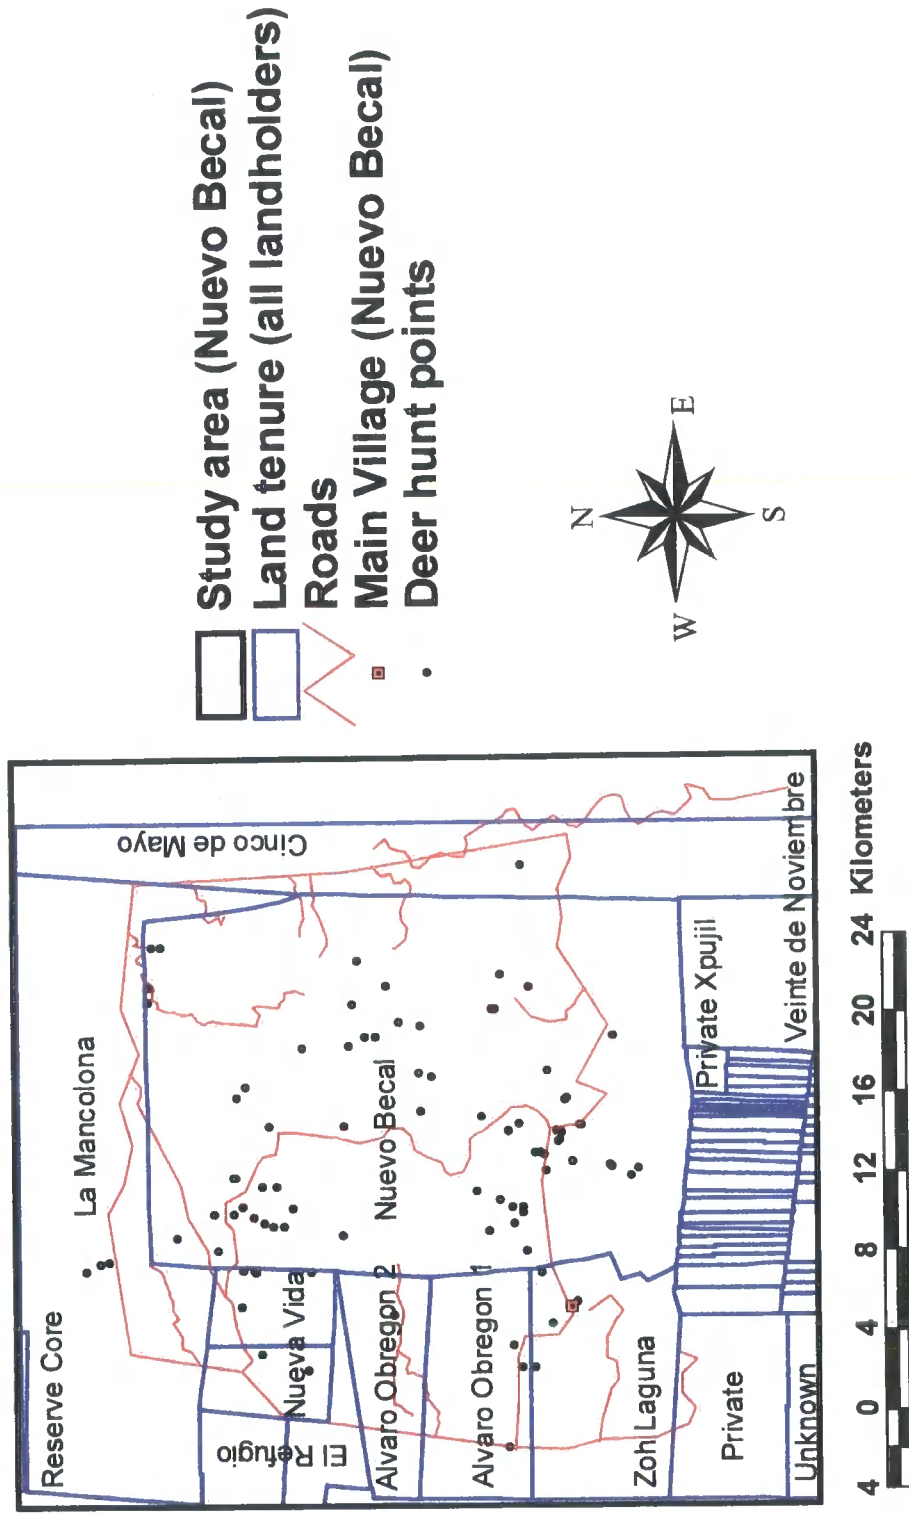 Reserve Core
La Mancolona
El Refugio
Nueva Vida
Cinco de Mayo
Alvaro Obregon 2
Nuevo Becal
Alvaro Obregon 1
Zoh Laguna
Private
Private Xpujil
Unknown
Veinte de Noviembre
4 0 4 8 12 16 20 24 Kilometers
Study area (Nuevo Becal)
Land tenure (all landholders)
Roads
Main Village (Nuevo Becal)
Deer hunt points
N
W E
S